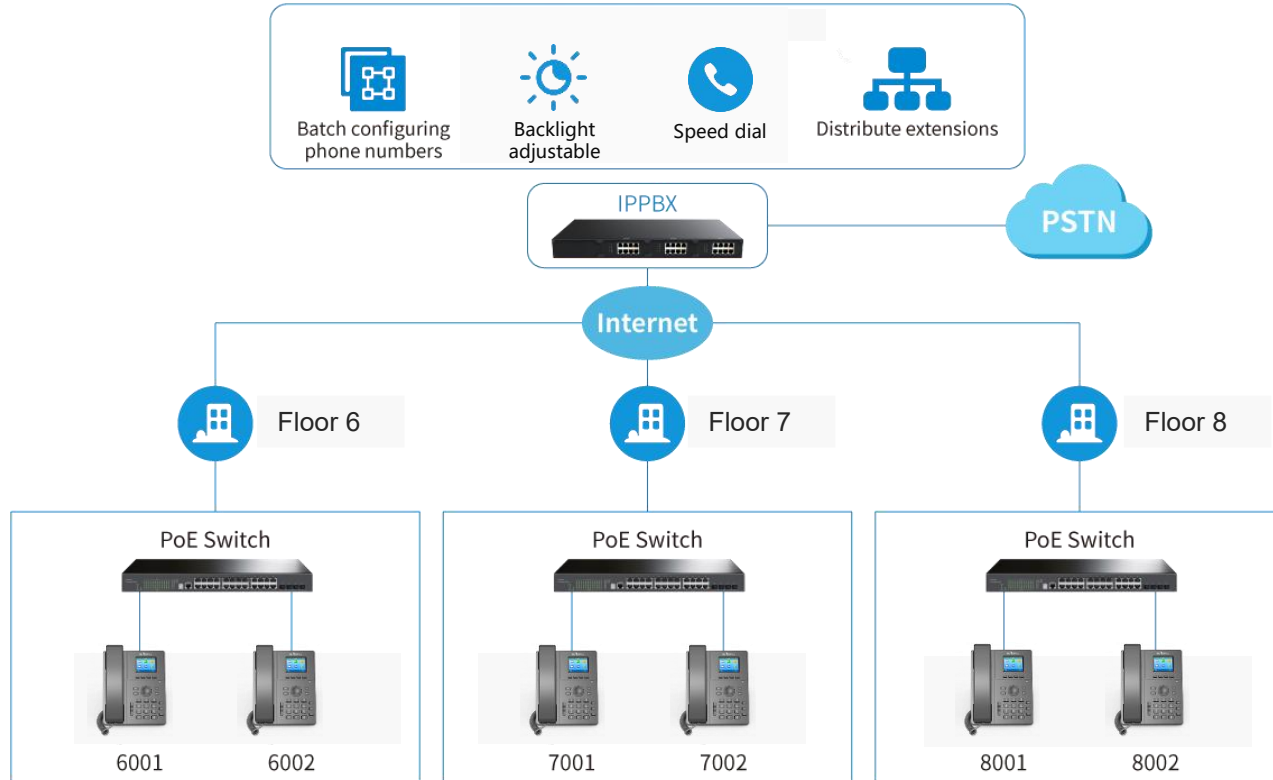 Batch configuring
phone numbers
Backlight
adjustable
Speed dial
Distribute extensions
IPPBX
PSTN
Internet
Floor 6
Floor 7
Floor 8
PoE Switch
PoE Switch
PoE Switch
6001
6002
7001
7002
8001
8002